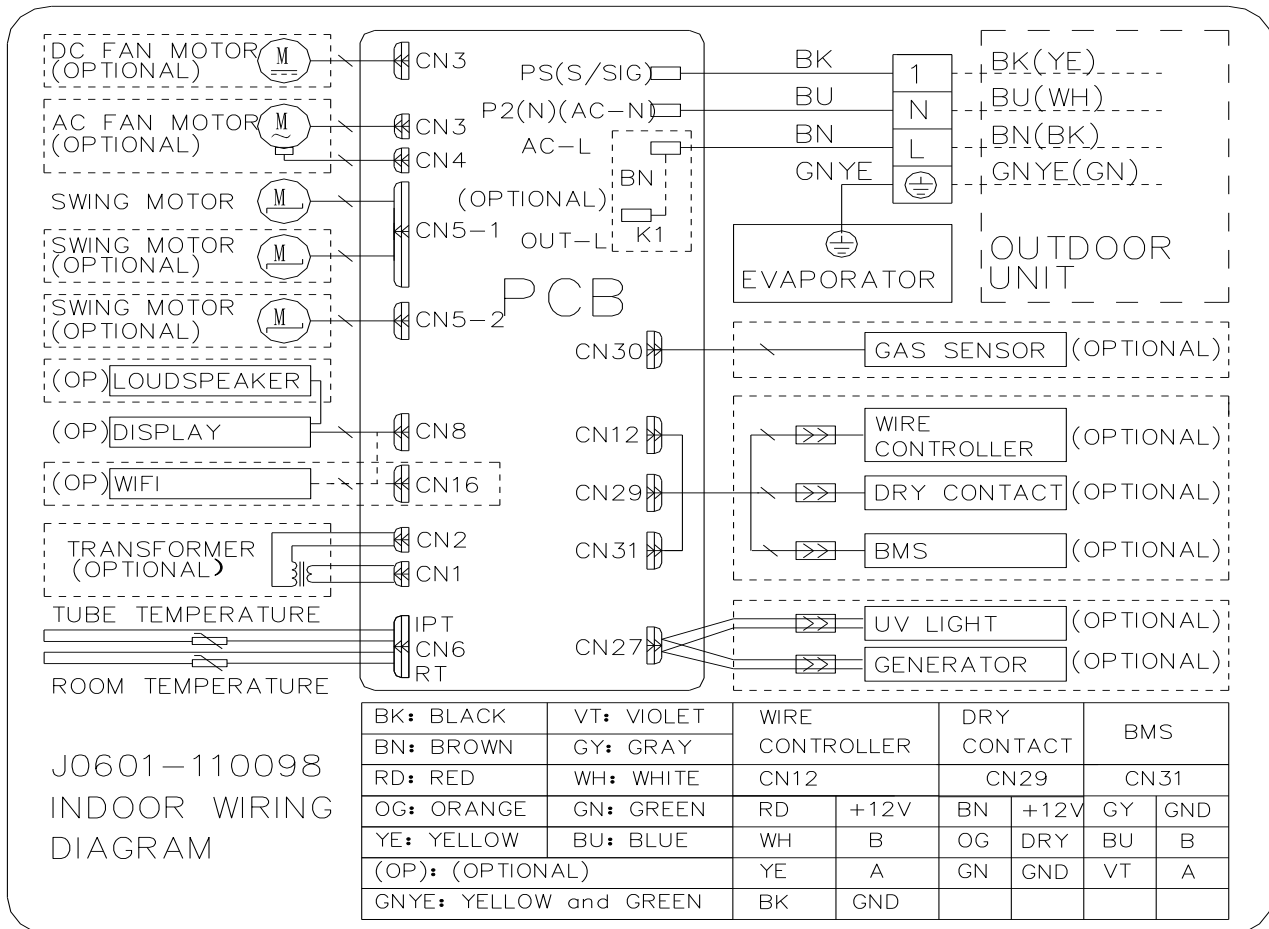 DC FAN MOTOR
(OPTIONAL)
M
CN3
AC FAN MOTOR
(OPTIONAL)
M
~
CN3
CN4
SWING MOTOR
M
SWING MOTOR
(OPTIONAL)
M
CN5-1
SWING MOTOR
(OPTIONAL)
M
CN5-2
(OP) LOUDSPEAKER
(OP) DISPLAY
CN8
(OP) WIFI
CN16
TRANSFORMER
(OPTIONAL)
CN2
CN1
TUBE TEMPERATURE
IPT
CN6
RT
ROOM TEMPERATURE
PS(S/SIG)
P2(N)(AC-N)
AC-L
BN
(OPTIONAL)
OUT-L
K1
PCB
CN30
CN12
CN29
CN31
CN27
BK
BU
BN
GNYE
1
N
L
BK(YE)
BU(WH)
BN(BK)
GNYE(GN)
OUTDOOR
UNIT
EVAPORATOR
GAS SENSOR (OPTIONAL)
WIRE
CONTROLLER
(OPTIONAL)
DRY CONTACT (OPTIONAL)
BMS (OPTIONAL)
UV LIGHT (OPTIONAL)
GENERATOR (OPTIONAL)
J0601-110098
INDOOR WIRING
DIAGRAM
BK: BLACK VT: VIOLET
BN: BROWN GY: GRAY
RD: RED WH: WHITE
OG: ORANGE GN: GREEN
YE: YELLOW BU: BLUE
(OP): (OPTIONAL)
GNYE: YELLOW and GREEN
WIRE
CONTROLLER
DRY
CONTACT
BMS
CN12 CN29 CN31
RD +12V BN +12V GY GND
WH B OG DRY BU B
YE A GN GND VT A
BK GND